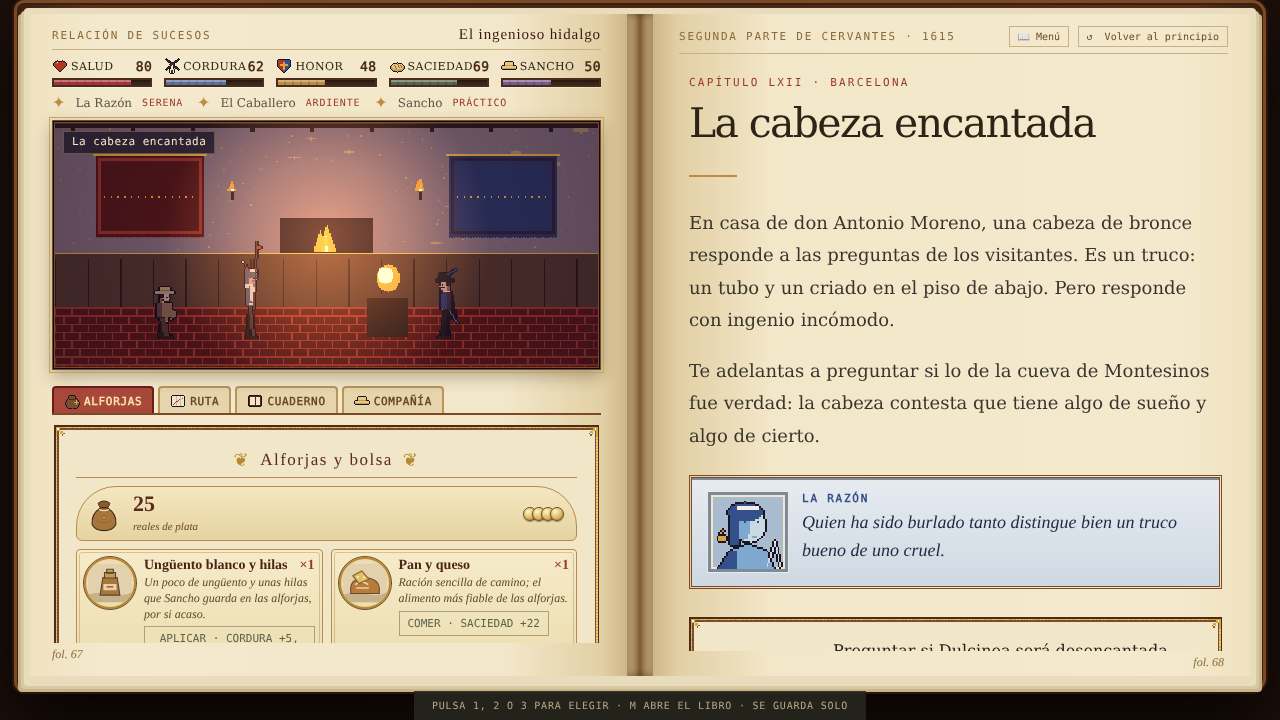 RELACIÓN DE SUCESOS
El ingenioso hidalgo
SALUD 80
CORDURA 62
HONOR 48
SACIEDAD 69
SANCHO 50
La Razón SERENA
El Caballero ARDIENTE
Sancho PRÁCTICO
La cabeza encantada
ALFORJAS
RUTA
CUADERNO
COMPAÑÍA
Alforjas y bolsa
25
reales de plata
Ungüento blanco y hilas ×1
Un poco de ungüento y unas hilas
que Sancho guarda en las alforjas,
por si acaso.
APLICAR · CORDURA +5,
Pan y queso ×1
Ración sencilla de camino; el
alimento más fiable de las alforjas.
COMER · SACIEDAD +22
fol. 67
SEGUNDA PARTE DE CERVANTES · 1615
Menú
Volver al principio
CAPÍTULO LXII · BARCELONA
La cabeza encantada
En casa de don Antonio Moreno, una cabeza de bronce
responde a las preguntas de los visitantes. Es un truco:
un tubo y un criado en el piso de abajo. Pero responde
con ingenio incómodo.
Te adelantas a preguntar si lo de la cueva de Montesinos
fue verdad: la cabeza contesta que tiene algo de sueño y
algo de cierto.
LA RAZÓN
Quien ha sido burlado tanto distingue bien un truco
bueno de uno cruel.
Preguntar si Dulcinea será desencantada
fol. 68
PULSA 1, 2 O 3 PARA ELEGIR · M ABRE EL LIBRO · SE GUARDA SOLO